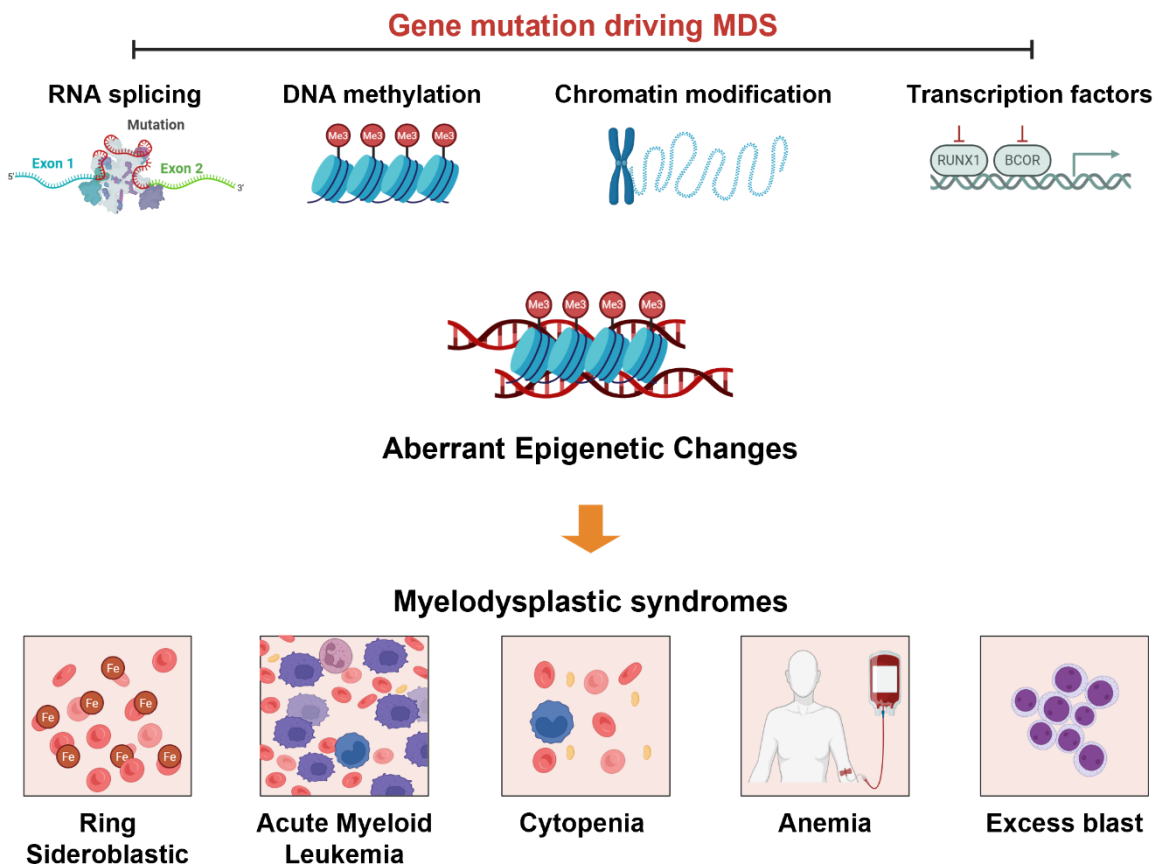 Gene mutation driving MDS
RNA splicing
DNA methylation
Chromatin modification
Transcription factors
Mutation
Exon 1
Exon 2
5'
3'
Me3
Me3
Me3
Me3
RUNX1
BCOR
Me3
Me3
Me3
Me3
Aberrant Epigenetic Changes
Myelodysplastic syndromes
Fe
Fe
Fe
Fe
Fe
Fe
Fe
Ring
Sideroblastic
Acute Myeloid
Leukemia
Cytopenia
Anemia
Excess blast